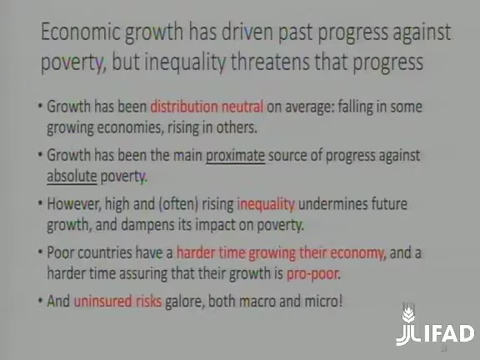 Economic growth has driven past progress against
poverty, but inequality threatens that progress
• Growth has been distribution neutral on average: falling in some
growing economies, rising in others.
• Growth has been the main proximate source of progress against
absolute poverty.
• However, high and (often) rising inequality undermines future
growth, and dampens its impact on poverty.
• Poor countries have a harder time growing their economy, and a
harder time assuring that their growth is pro-poor.
• And uninsured risks galore, both macro and micro!
JLIFAD